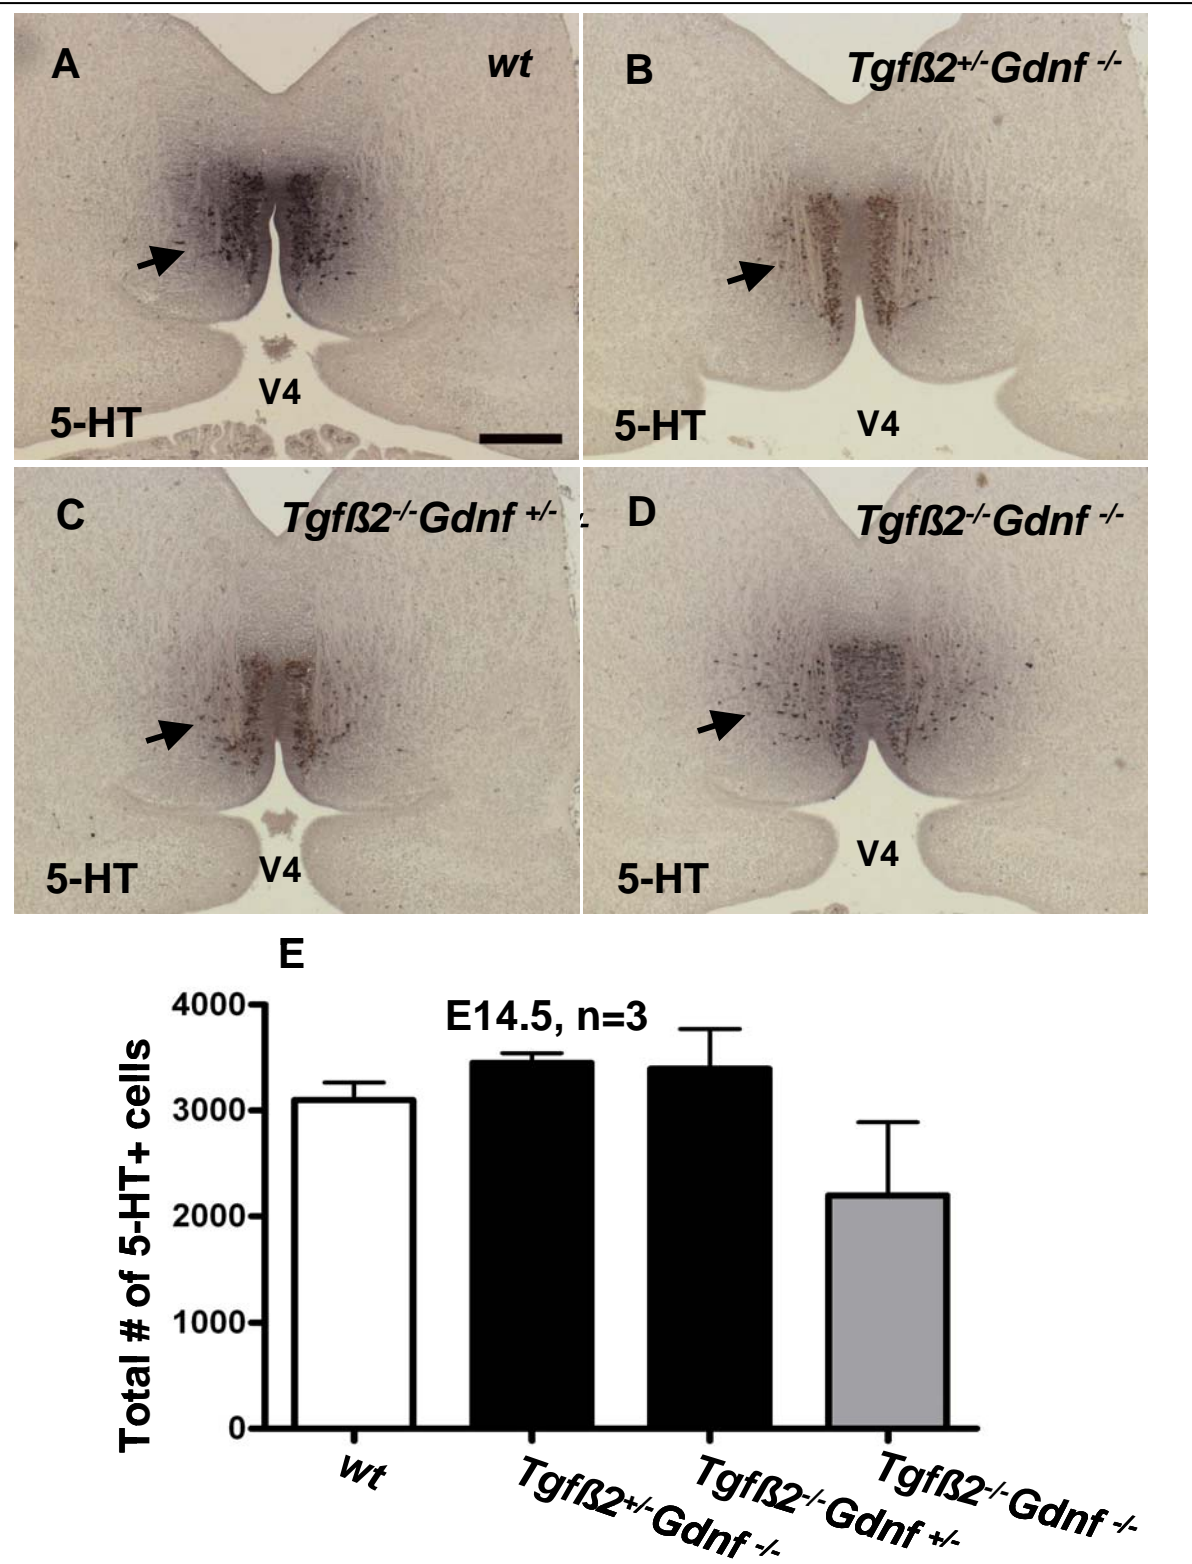 A
wt
V4
5-HT
B
Tgfß2+/-Gdnf -/-
V4
5-HT
C
Tgfß2-/-Gdnf +/-
V4
5-HT
D
Tgfß2-/-Gdnf -/-
V4
5-HT
E
E14.5, n=3
Total # of 5-HT+ cells
4000
3000
2000
1000
0
wt
Tgfß2+/-Gdnf -/-
Tgfß2-/-Gdnf +/-
Tgfß2-/-Gdnf -/-